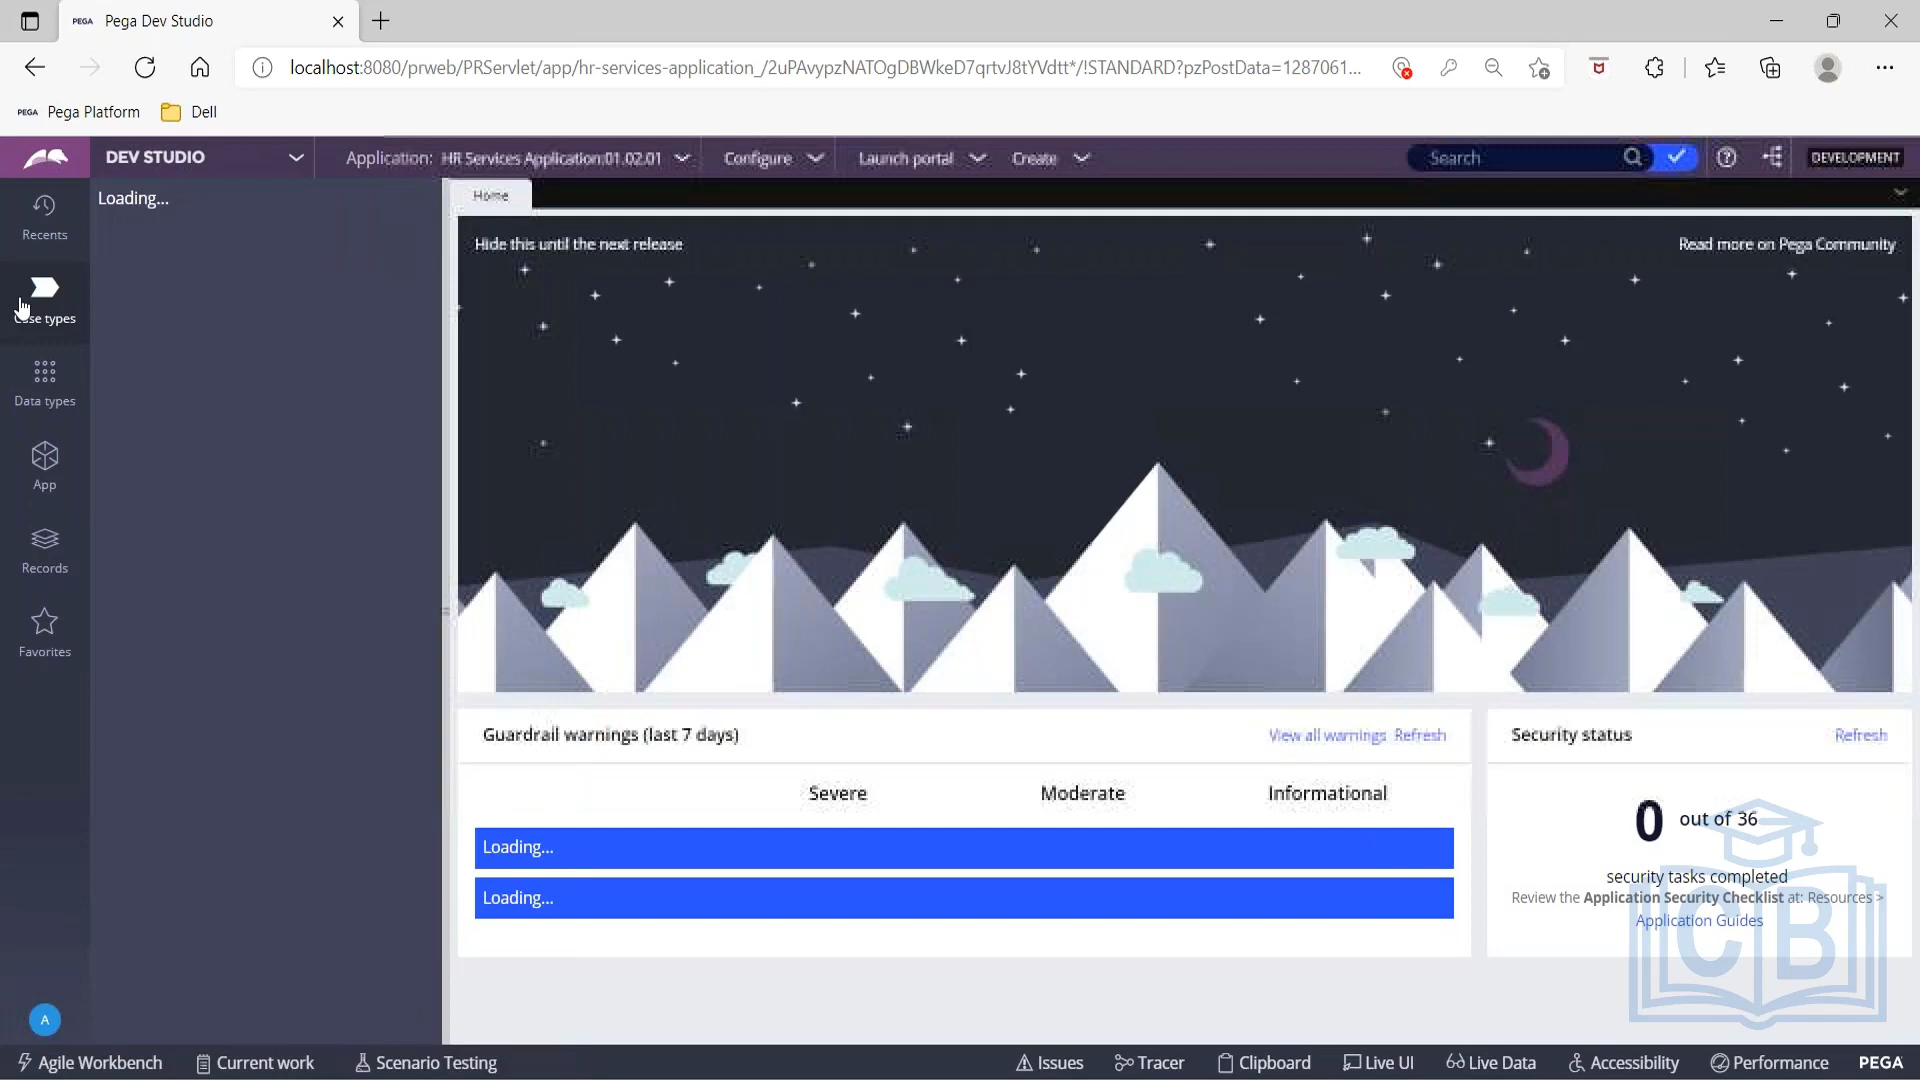 PEGA Pega Dev Studio
localhost:8080/prweb/PRServlet/app/hr-services-application_/2uPAvypzNATOgDBWkeD7qrtvJ8tYVdtt*/!STANDARD?pzPostData=1287061...
PEGA Pega Platform Dell
DEV STUDIO Application: HR Services Application:01.02.01 Configure Launch portal Create Search DEVELOPMENT
Recents
Loading...
Home
Hide this until the next release Read more on Pega Community
Case types
Data types
App
Records
Favorites
Guardrail warnings (last 7 days) View all warnings Refresh
Severe Moderate Informational
Loading...
Loading...
Security status Refresh
0 out of 36
security tasks completed
Review the Application Security Checklist at: Resources >
Application Guides
CB
A
Agile Workbench Current work Scenario Testing Issues Tracer Clipboard Live UI Live Data Accessibility Performance PEGA